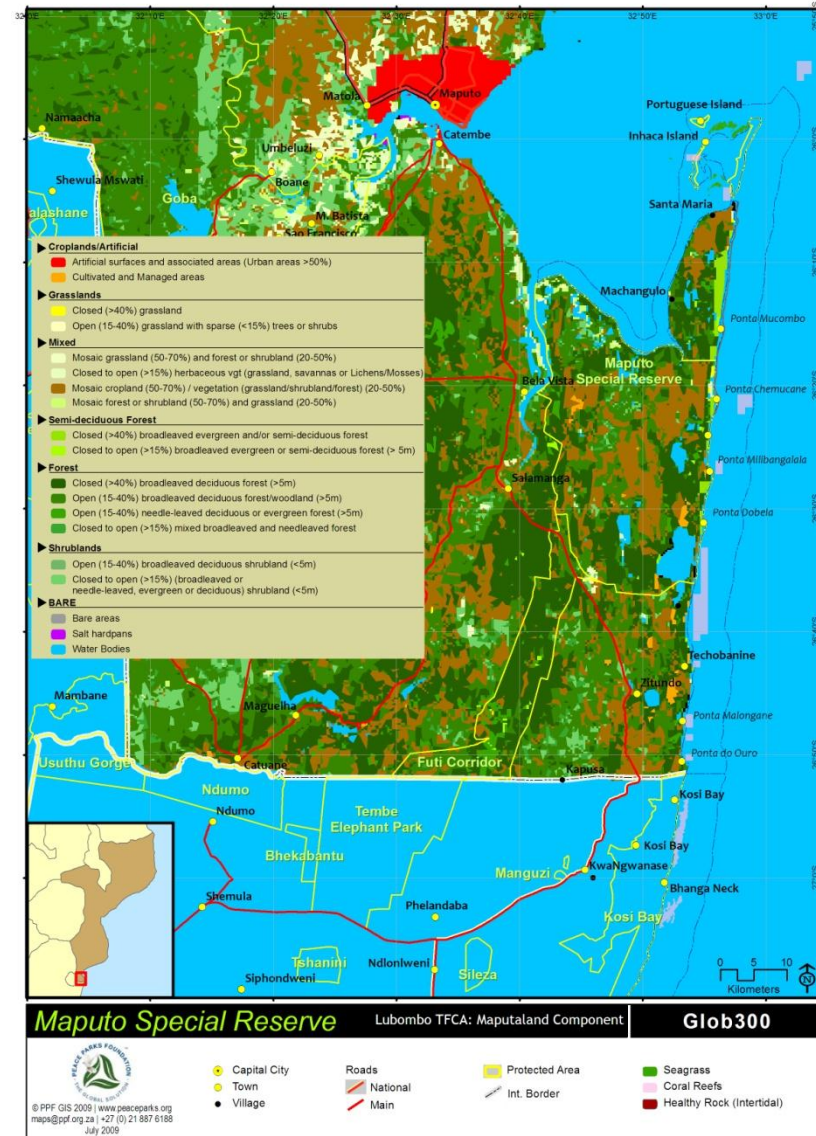 32°0'E 32°10'E 32°20'E 32°30'E 32°40'E 32°50'E 33°0'E
Matola
Maputo
Portuguese Island
Namaacha
Catembe
Inhaca Island
Umbeluzi
Shewula Mswati
Boane
Goba
alashane
Santa Maria
M. Batista
Sao Francisco
Croplands/Artificial
Artificial surfaces and associated areas (Urban areas >50%)
Cultivated and Managed areas
Grasslands
Closed (>40%) grassland
Open (15-40%) grassland with sparse (<15%) trees or shrubs
Mixed
Mosaic grassland (50-70%) and forest or shrubland (20-50%)
Closed to open (>15%) herbaceous vgt (grassland, savannas or Lichens/Mosses)
Mosaic cropland (50-70%) / vegetation (grassland/shrubland/forest) (20-50%)
Mosaic forest or shrubland (50-70%) and grassland (20-50%)
Semi-deciduous Forest
Closed (>40%) broadleaved evergreen and/or semi-deciduous forest
Closed to open (>15%) broadleaved evergreen or semi-deciduous forest (> 5m)
Forest
Closed (>40%) broadleaved deciduous forest (>5m)
Open (15-40%) broadleaved deciduous forest/woodland (>5m)
Open (15-40%) needle-leaved deciduous or evergreen forest (>5m)
Closed to open (>15%) mixed broadleaved and needleaved forest
Shrublands
Open (15-40%) broadleaved deciduous shrubland (<5m)
Closed to open (>15%) (broadleaved or
needle-leaved, evergreen or deciduous) shrubland (<5m)
BARE
Bare areas
Salt hardpans
Water Bodies
Machangulo
Ponta Mucombo
Maputo
Special Reserve
Bela Vista
Ponta Chemucane
Ponta Milibangalala
Salamanga
Ponta Dobela
Techobanine
Zitundo
Mambane
Magueiha
Ponta Malongane
Ponta do Ouro
Usuthu Gorge
Catuane
Futi Corridor
Kapusa
Ndumo
Kosi Bay
Ndumo
Tembe
Elephant Park
Bhekabantu
Kosi Bay
Manguzi
KwaNgwanase
Bhanga Neck
Shemula
Phelandaba
Kosi Bay
Tshanini
Ndlonlweni
Sileza
Siphondweni
0 5 10
Kilometers
N
Maputo Special Reserve
Lubombo TFCA: Maputaland Component
Glob300
PEACE PARKS FOUNDATION
THE GLOBAL SOLUTION
© PPF GIS 2009 | www.peaceparks.org
maps@ppf.org.za | +27 (0) 21 887 6188
July 2009
Capital City
Town
Village
Roads
National
Main
Protected Area
Int. Border
Seagrass
Coral Reefs
Healthy Rock (Intertidal)